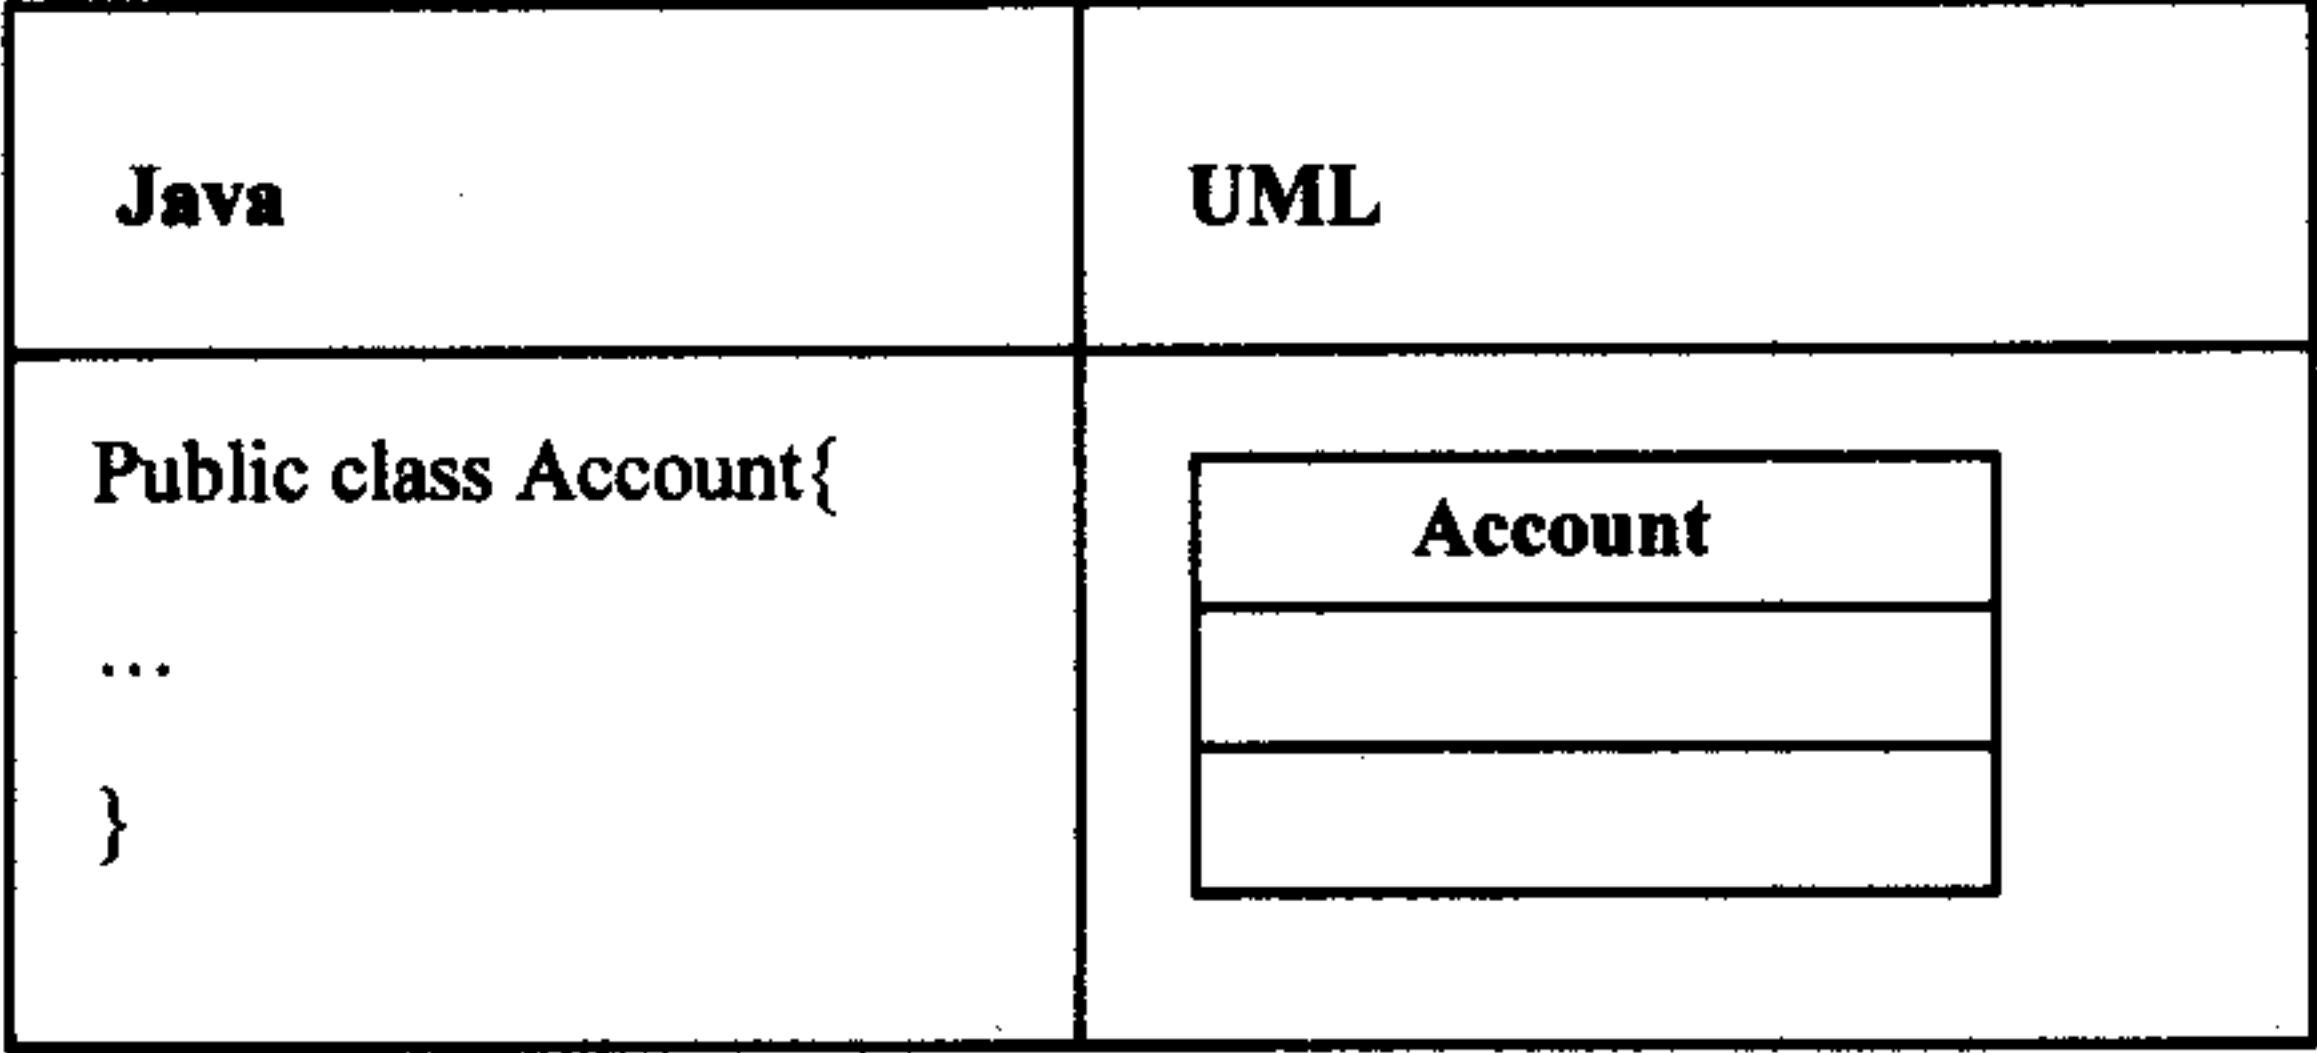 Java
UML
Public class Account{
...
}
Account